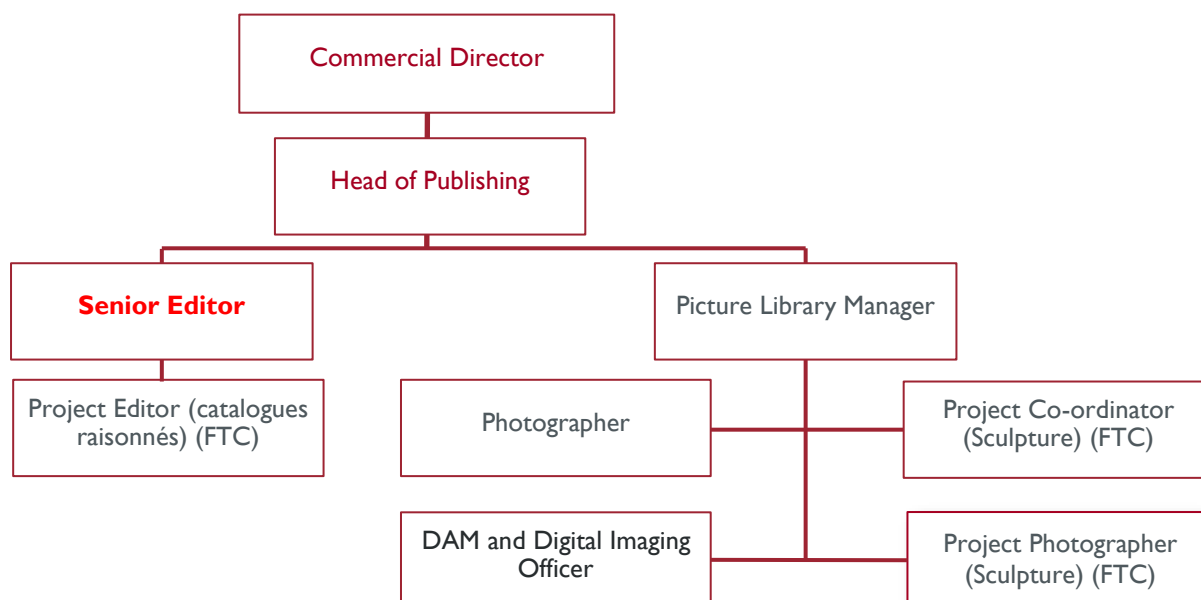 Commercial Director
Head of Publishing
Senior Editor
Picture Library Manager
Project Editor (catalogues
raisonnés) (FTC)
Photographer
Project Co-ordinator
(Sculpture) (FTC)
DAM and Digital Imaging
Officer
Project Photographer
(Sculpture) (FTC)